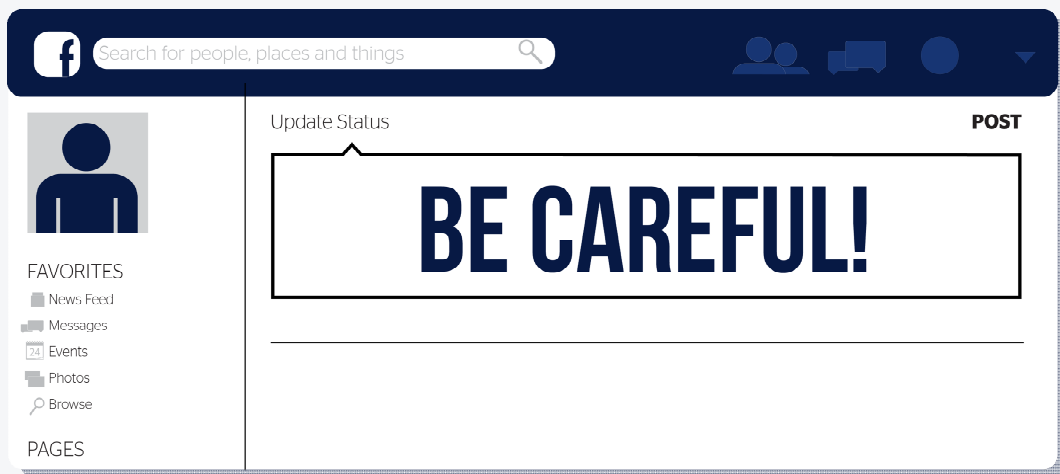 f Search for people, places and things
Update Status
POST
BE CAREFUL!
FAVORITES
News Feed
Messages
24 Events
Photos
Browse
PAGES